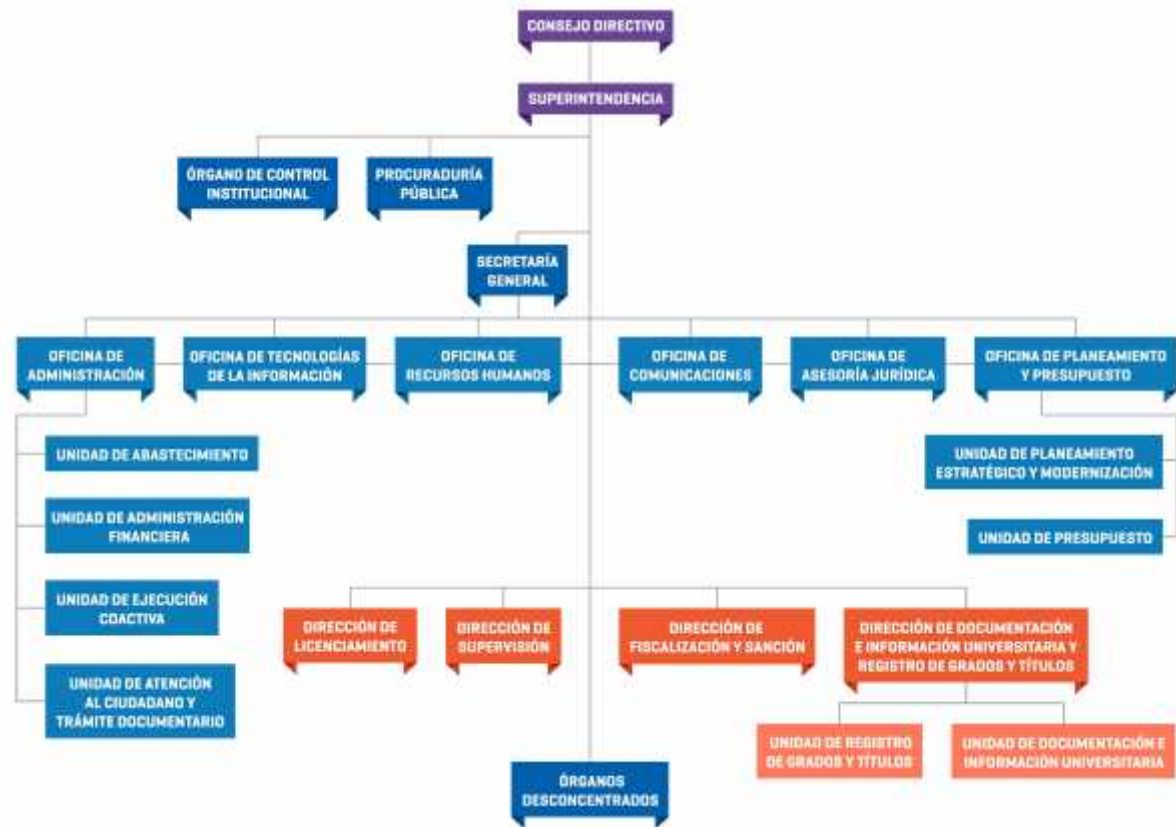 CONSEJO DIRECTIVO
SUPERINTENDENCIA
ÓRGANO DE CONTROL
INSTITUCIONAL
PROCURADURÍA
PÚBLICA
SECRETARÍA
GENERAL
OFICINA DE
ADMINISTRACIÓN
OFICINA DE TECNOLOGÍAS
DE LA INFORMACIÓN
OFICINA DE
RECURSOS HUMANOS
OFICINA DE
COMUNICACIONES
OFICINA DE
ASESORÍA JURÍDICA
OFICINA DE PLANEAMIENTO
Y PRESUPUESTO
UNIDAD DE ABASTECIMIENTO
UNIDAD DE ADMINISTRACIÓN
FINANCIERA
UNIDAD DE EJECUCIÓN
COACTIVA
UNIDAD DE ATENCIÓN
AL CIUDADANO Y
TRÁMITE DOCUMENTARIO
UNIDAD DE PLANEAMIENTO
ESTRATÉGICO Y MODERNIZACIÓN
UNIDAD DE PRESUPUESTO
DIRECCIÓN DE
LICENCIAMIENTO
DIRECCIÓN DE
SUPERVISIÓN
DIRECCIÓN DE
FISCALIZACIÓN Y SANCIÓN
DIRECCIÓN DE DOCUMENTACIÓN
E INFORMACIÓN UNIVERSITARIA Y
REGISTRO DE GRADOS Y TÍTULOS
UNIDAD DE REGISTRO
DE GRADOS Y TÍTULOS
UNIDAD DE DOCUMENTACIÓN E
INFORMACIÓN UNIVERSITARIA
ÓRGANOS
DESCONCENTRADOS